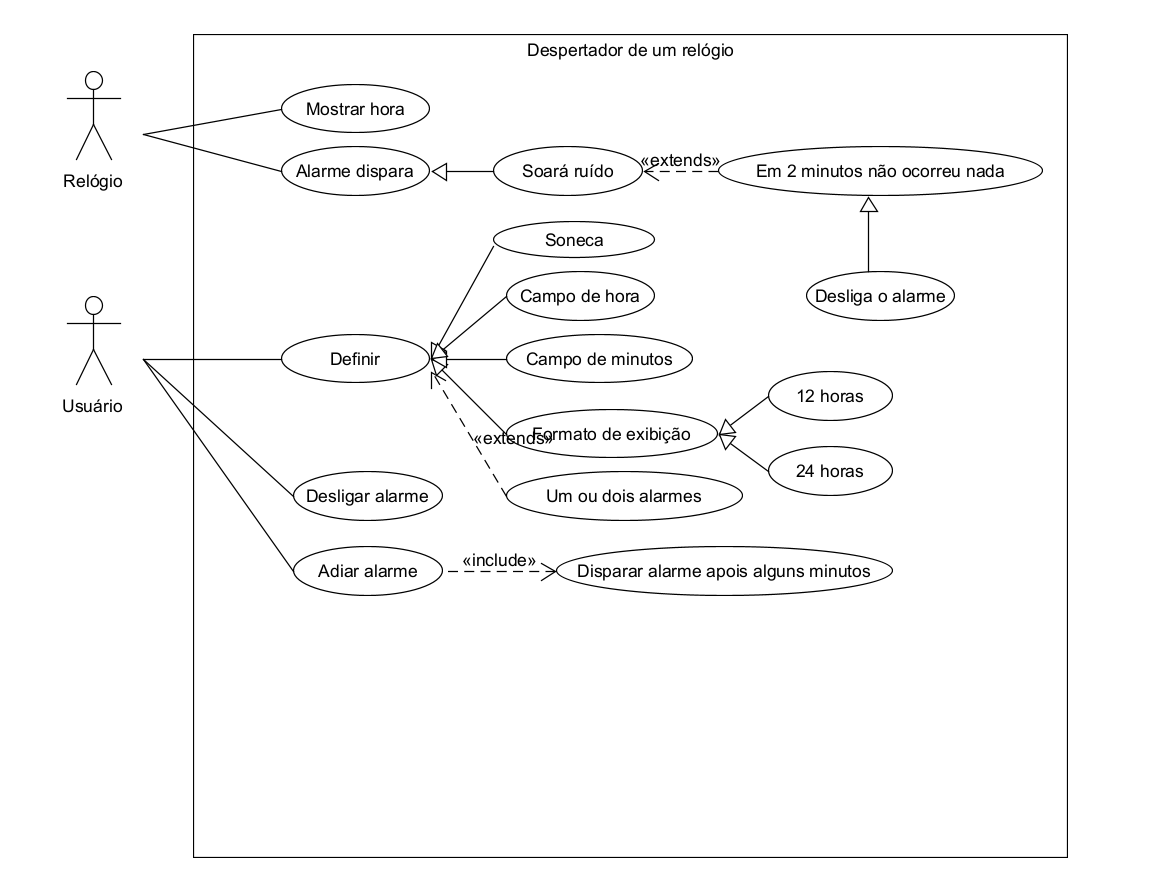 Despertador de um relógio
Relógio
Mostrar hora
Alarme dispara
Soará ruído
«extends»
Em 2 minutos não ocorreu nada
Desliga o alarme
Soneca
Campo de hora
Usuário
Definir
Campo de minutos
12 horas
Formato de exibição
«extends»
24 horas
Desligar alarme
Um ou dois alarmes
Adiar alarme
«include»
Disparar alarme apois alguns minutos